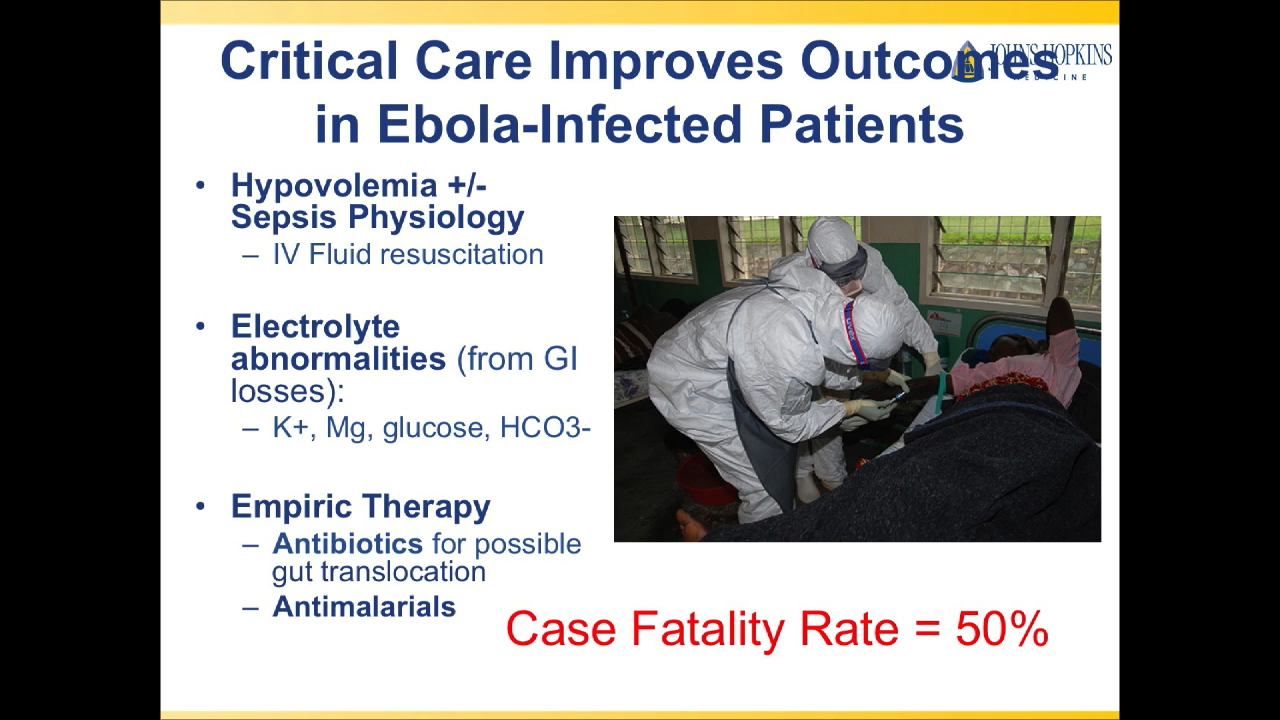 Critical Care Improves Outcomes
JOHNS HOPKINS
MEDICINE
in Ebola-Infected Patients
• Hypovolemia +/-
Sepsis Physiology
– IV Fluid resuscitation
• Electrolyte
abnormalities (from GI
losses):
– K+, Mg, glucose, HCO3-
• Empiric Therapy
– Antibiotics for possible
gut translocation
– Antimalarials
Case Fatality Rate = 50%